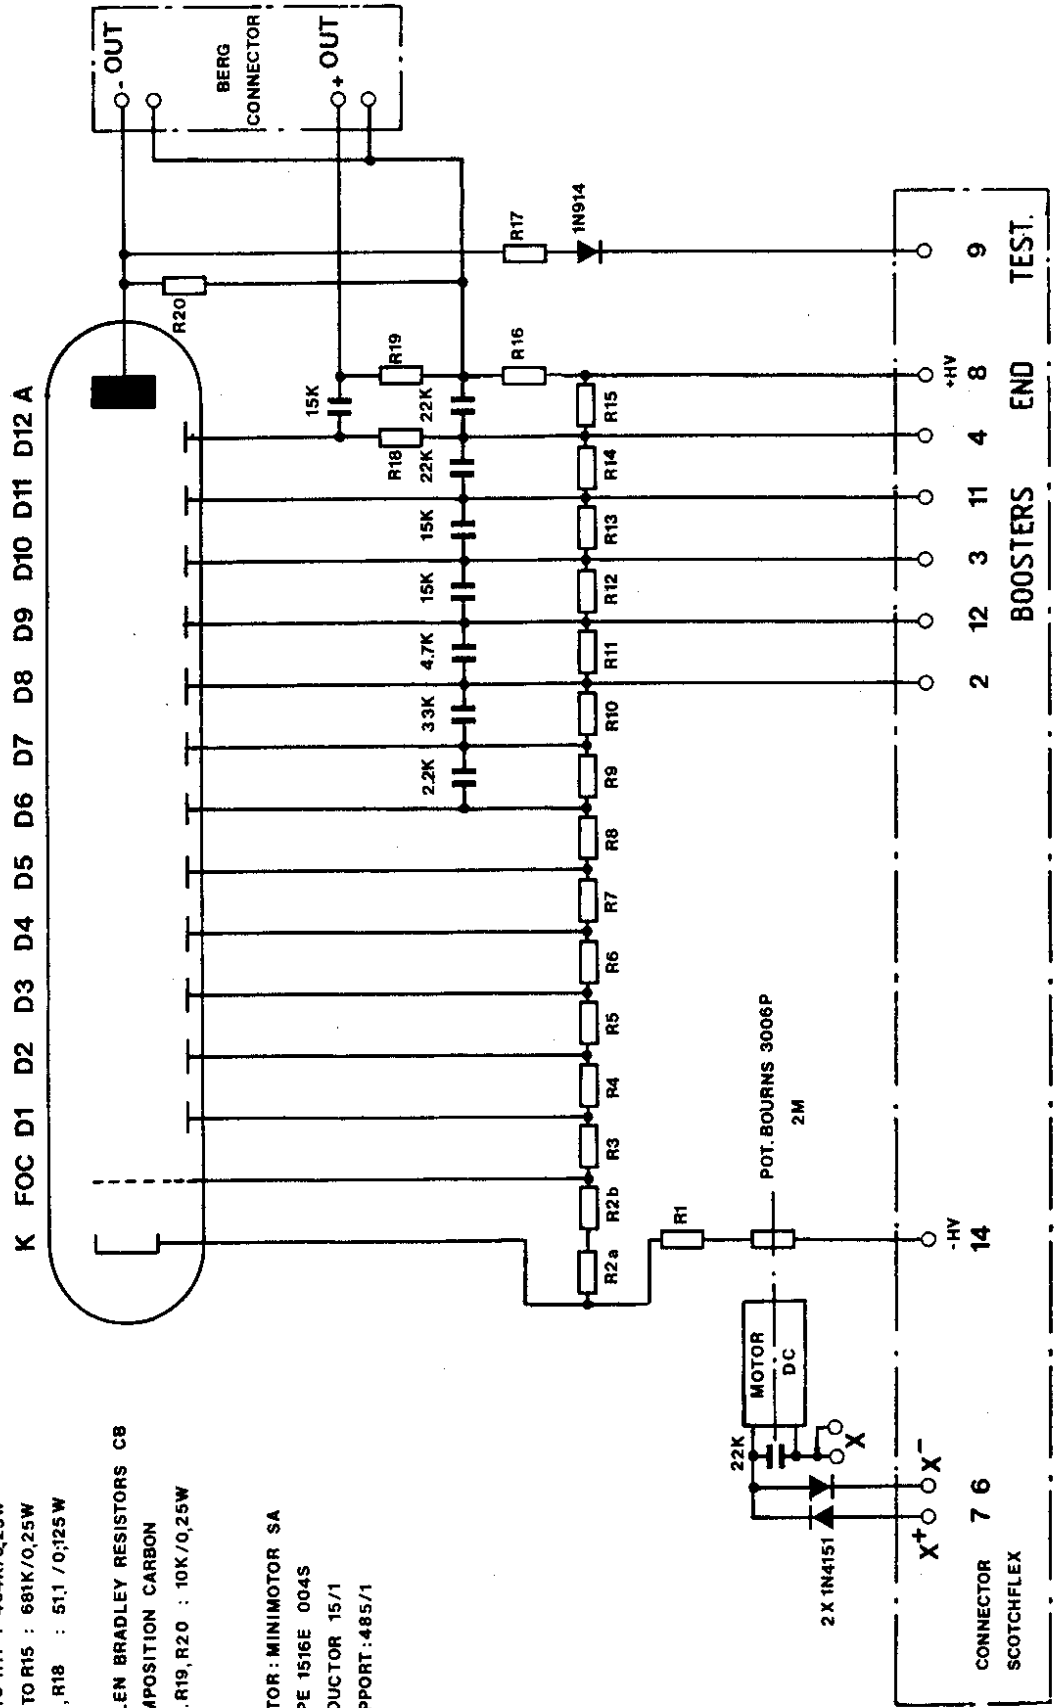 K FOC D1 D2 D3 D4 D5 D6 D7 D8 D9 D10 D11 D12 A
- OUT
BERG
CONNECTOR
+ OUT
R20
R17
1N914
15K
R19
R18
22K
22K
15K
15K
4.7K
33K
2.2K
R16
R2a R2b R3 R4 R5 R6 R7 R8 R9 R10 R11 R12 R13 R14 R15
R1
POT. BOURNS 3006P
2M
MOTOR
DC
22K
X
2 X 1N4151
X+ X-
-HV
+HV
7 6 14 2 12 3 11 4 8 9
CONNECTOR
SCOTCHFLEX
BOOSTERS END TEST.
TO R15 : 681K/0,25W
, R18 : 51,1 /0,125W
EN BRADLEY RESISTORS CB
MPOSITION CARBON
, R19, R20 : 10K/0,25W
TOR : MINIMOTOR SA
PE 1516E 004S
DUCTOR 15/1
PPORT : 485/1